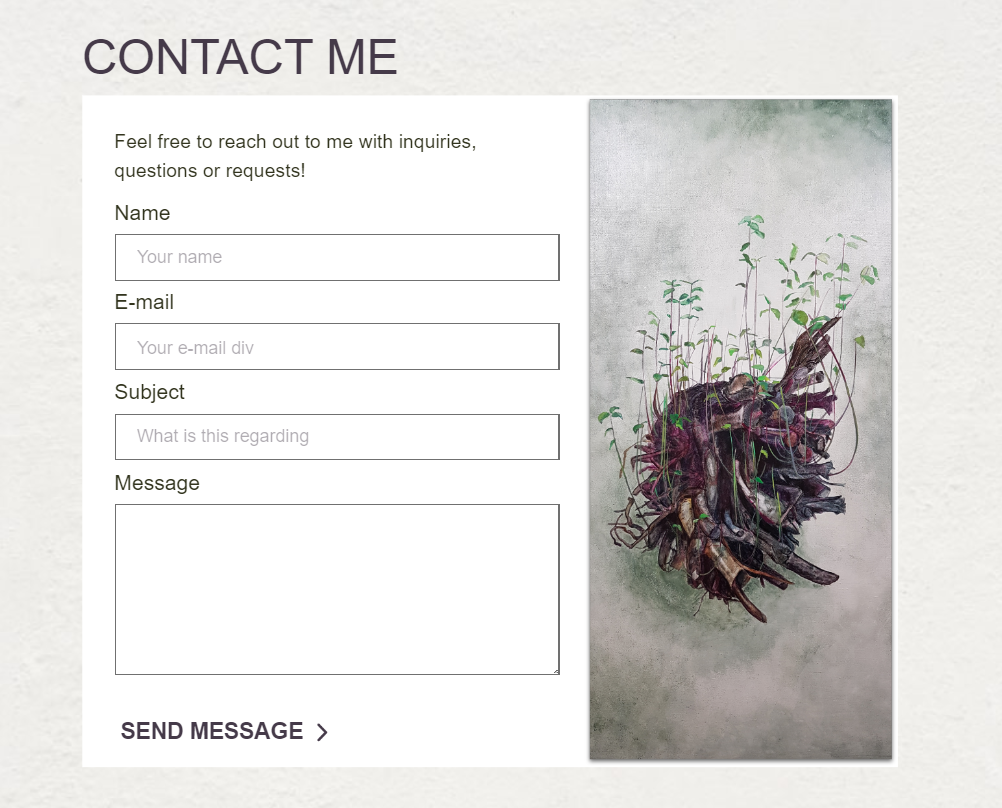 CONTACT ME
Feel free to reach out to me with inquiries,
questions or requests!
Name
Your name
E-mail
Your e-mail div
Subject
What is this regarding
Message
SEND MESSAGE